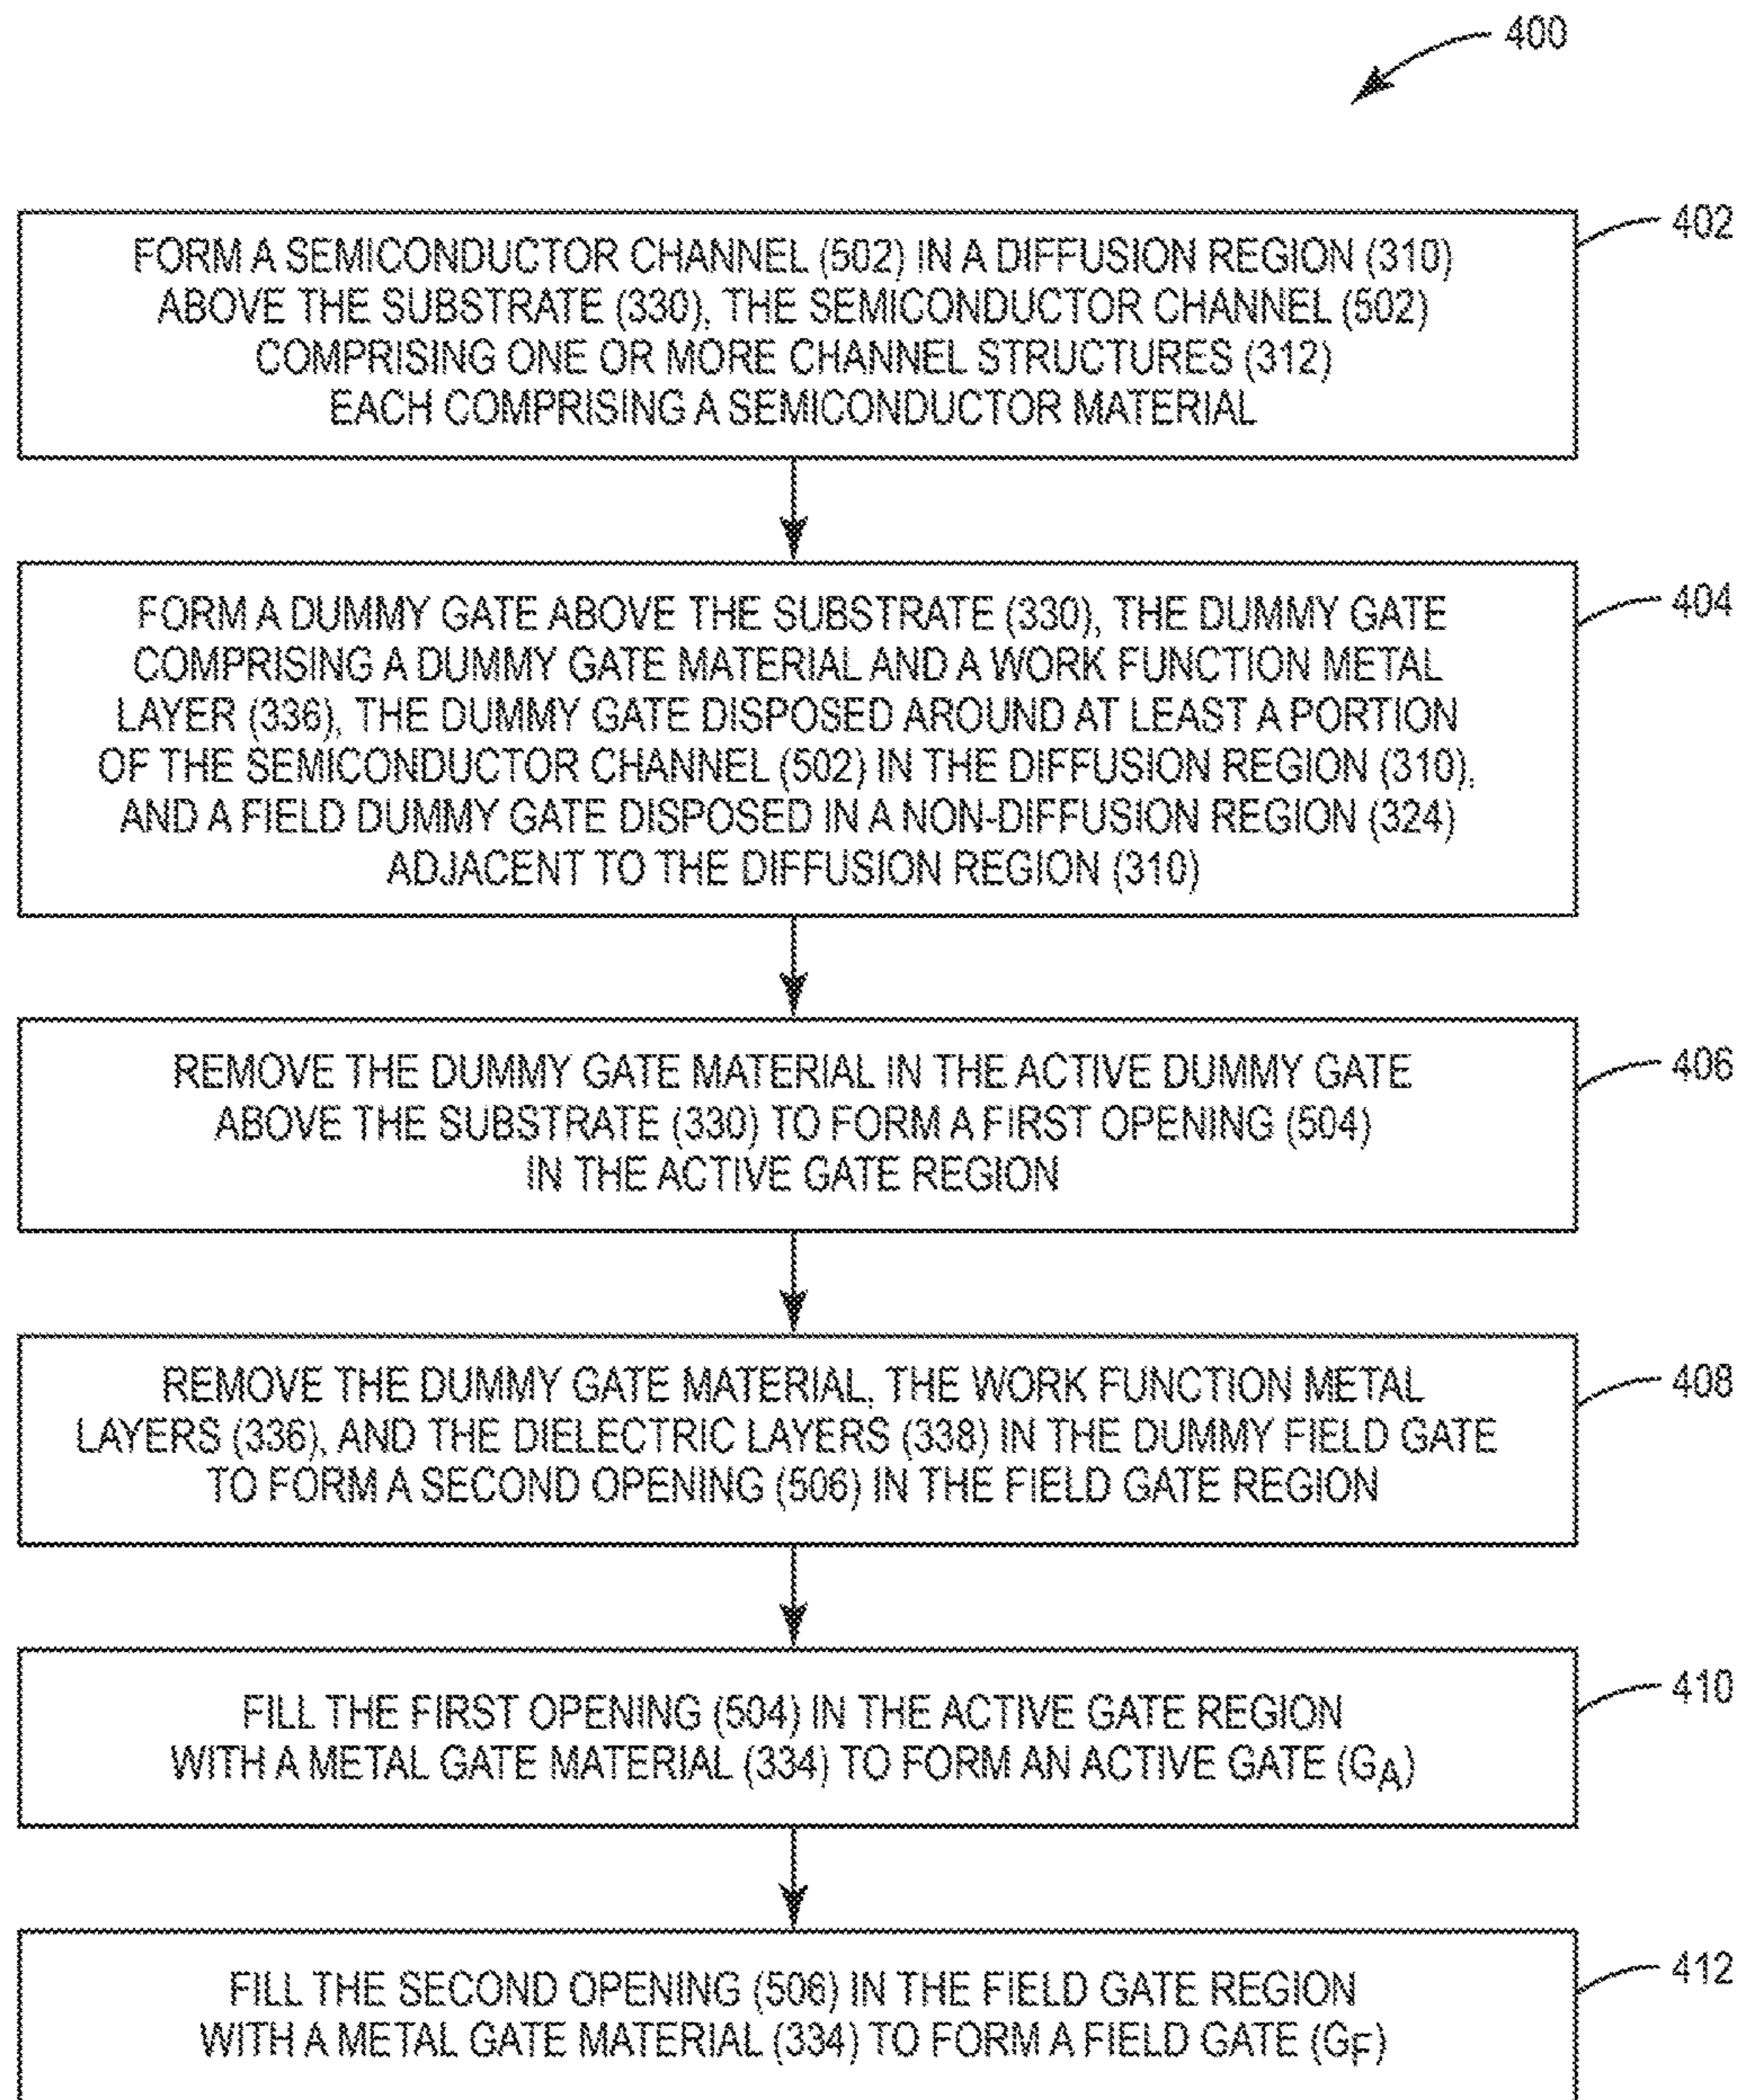 400
402
FORM A SEMICONDUCTOR CHANNEL (502) IN A DIFFUSION REGION (310)
ABOVE THE SUBSTRATE (330), THE SEMICONDUCTOR CHANNEL (502)
COMPRISING ONE OR MORE CHANNEL STRUCTURES (312)
EACH COMPRISING A SEMICONDUCTOR MATERIAL
404
FORM A DUMMY GATE ABOVE THE SUBSTRATE (330), THE DUMMY GATE
COMPRISING A DUMMY GATE MATERIAL AND A WORK FUNCTION METAL
LAYER (336), THE DUMMY GATE DISPOSED AROUND AT LEAST A PORTION
OF THE SEMICONDUCTOR CHANNEL (502) IN THE DIFFUSION REGION (310),
AND A FIELD DUMMY GATE DISPOSED IN A NON-DIFFUSION REGION (324)
ADJACENT TO THE DIFFUSION REGION (310)
406
REMOVE THE DUMMY GATE MATERIAL IN THE ACTIVE DUMMY GATE
ABOVE THE SUBSTRATE (330) TO FORM A FIRST OPENING (504)
IN THE ACTIVE GATE REGION
408
REMOVE THE DUMMY GATE MATERIAL, THE WORK FUNCTION METAL
LAYERS (336), AND THE DIELECTRIC LAYERS (338) IN THE DUMMY FIELD GATE
TO FORM A SECOND OPENING (506) IN THE FIELD GATE REGION
410
FILL THE FIRST OPENING (504) IN THE ACTIVE GATE REGION
WITH A METAL GATE MATERIAL (334) TO FORM AN ACTIVE GATE (GA)
412
FILL THE SECOND OPENING (506) IN THE FIELD GATE REGION
WITH A METAL GATE MATERIAL (334) TO FORM A FIELD GATE (GF)